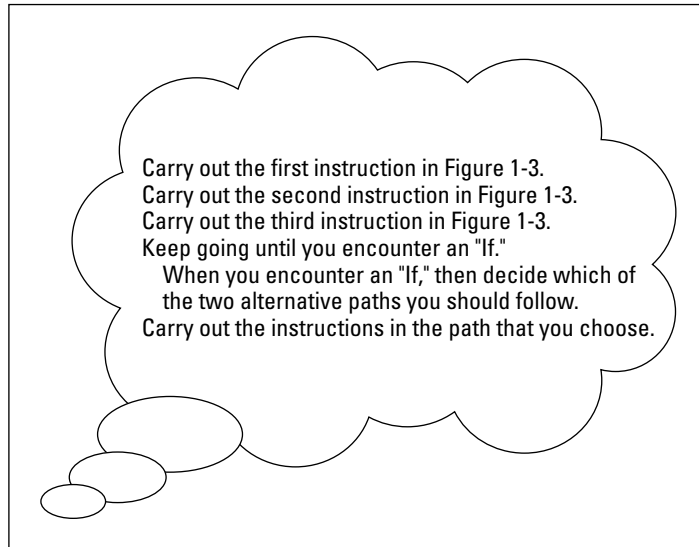 Carry out the first instruction in Figure 1-3.
Carry out the second instruction in Figure 1-3.
Carry out the third instruction in Figure 1-3.
Keep going until you encounter an "If."
When you encounter an "If," then decide which of
the two alternative paths you should follow.
Carry out the instructions in the path that you choose.